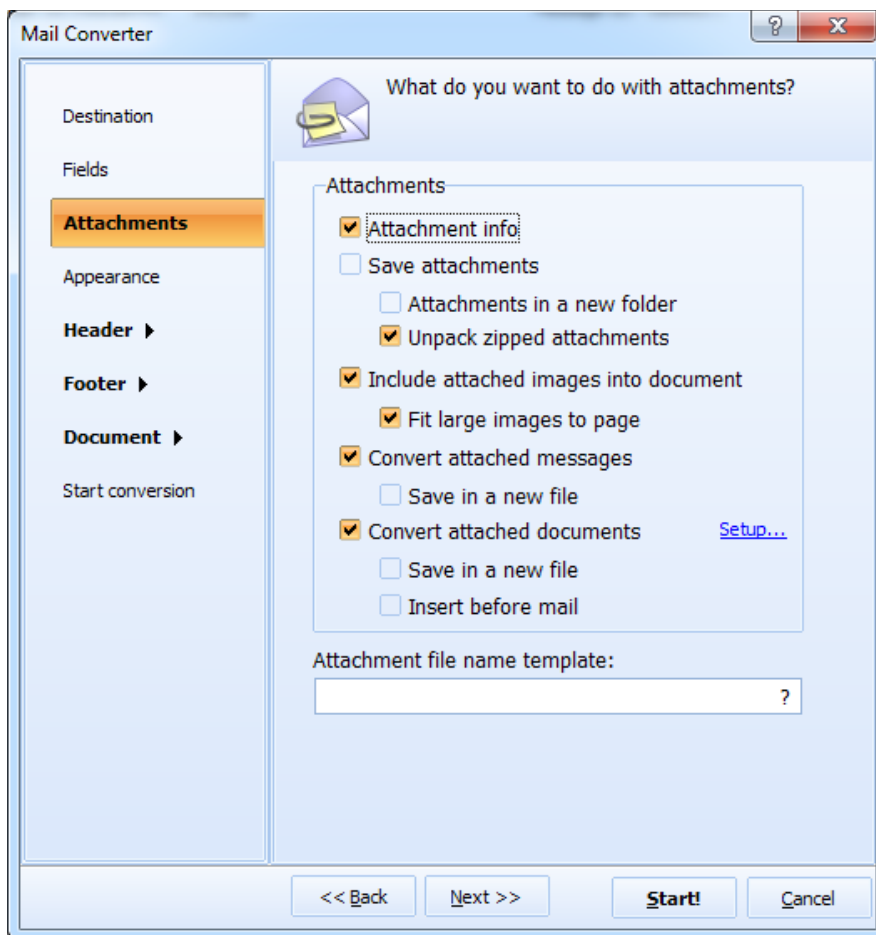 Mail Converter
?
X
What do you want to do with attachments?
Destination
Fields
Attachments
Appearance
Header
Footer
Document
Start conversion
Attachments
Attachment info
Save attachments
Attachments in a new folder
Unpack zipped attachments
Include attached images into document
Fit large images to page
Convert attached messages
Save in a new file
Convert attached documents Setup...
Save in a new file
Insert before mail
Attachment file name template:
?
<< Back Next >> Start! Cancel